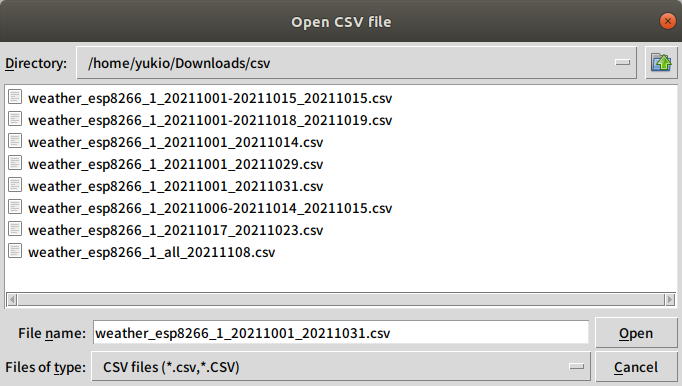 Open CSV file
Directory: /home/yukio/Downloads/csv
weather_esp8266_1_20211001-20211015_20211015.csv
weather_esp8266_1_20211001-20211018_20211019.csv
weather_esp8266_1_20211001_20211014.csv
weather_esp8266_1_20211001_20211029.csv
weather_esp8266_1_20211001_20211031.csv
weather_esp8266_1_20211006-20211014_20211015.csv
weather_esp8266_1_20211017_20211023.csv
weather_esp8266_1_all_20211108.csv
File name: weather_esp8266_1_20211001_20211031.csv Open
Files of type: CSV files (*.csv,*.CSV) Cancel